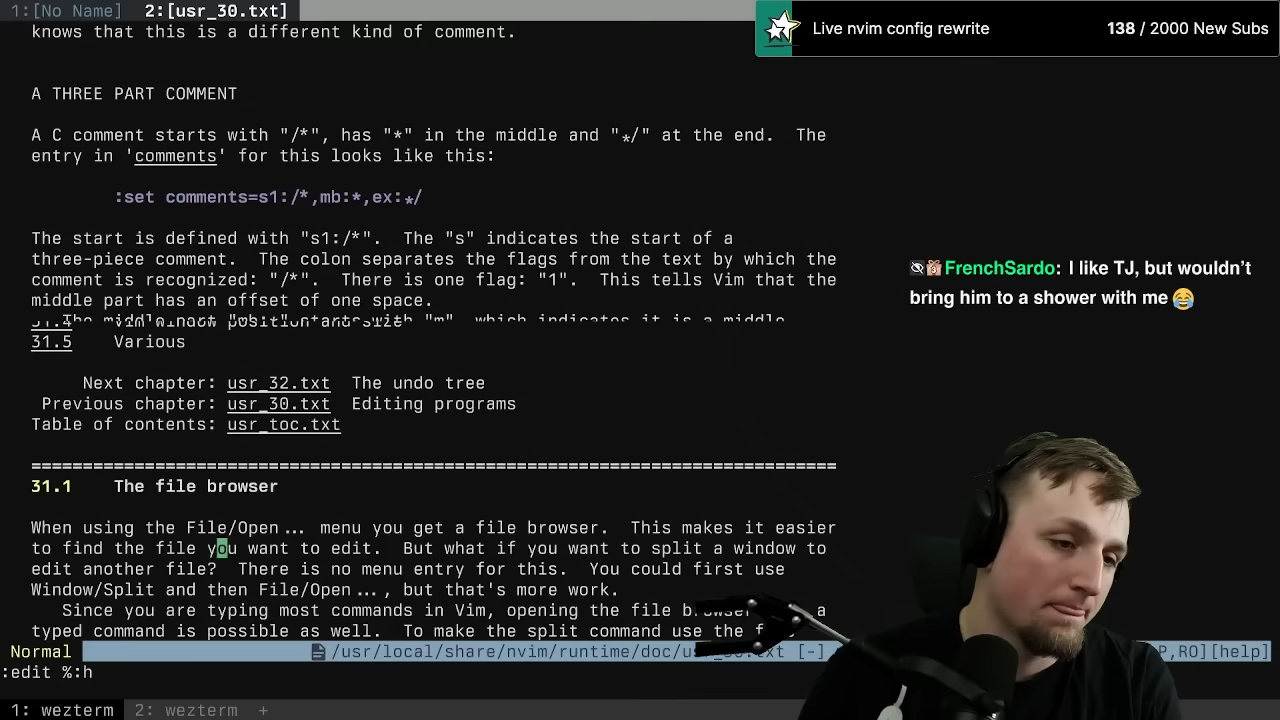 1:[No Name]  2:[usr_30.txt]
knows that this is a different kind of comment.
Live nvim config rewrite
138 / 2000 New Subs
A THREE PART COMMENT
A C comment starts with "/*", has "*" in the middle and "*/" at the end.  The
entry in 'comments' for this looks like this:
:set comments=s1:/*,mb:*,ex:*/
The start is defined with "s1:/*".  The "s" indicates the start of a
three-piece comment.  The colon separates the flags from the text by which the
comment is recognized: "/*".  There is one flag: "1".  This tells Vim that the
middle part has an offset of one space.
FrenchSardo: I like TJ, but wouldn't
bring him to a shower with me 😂
31.5    Various
Next chapter: usr_32.txt  The undo tree
Previous chapter: usr_30.txt  Editing programs
Table of contents: usr_toc.txt
==============================================================================
31.1    The file browser
When using the File/Open... menu you get a file browser.  This makes it easier
to find the file you want to edit.  But what if you want to split a window to
edit another file?  There is no menu entry for this.  You could first use
Window/Split and then File/Open..., but that's more work.
Since you are typing most commands in Vim, opening the file a
typed command is possible as well.  To make the split command use the
Normal /usr/local/share/nvim/runtime/doc/ .txt [-] P,RO][help]
:edit %:h
1: wezterm  2: wezterm  +